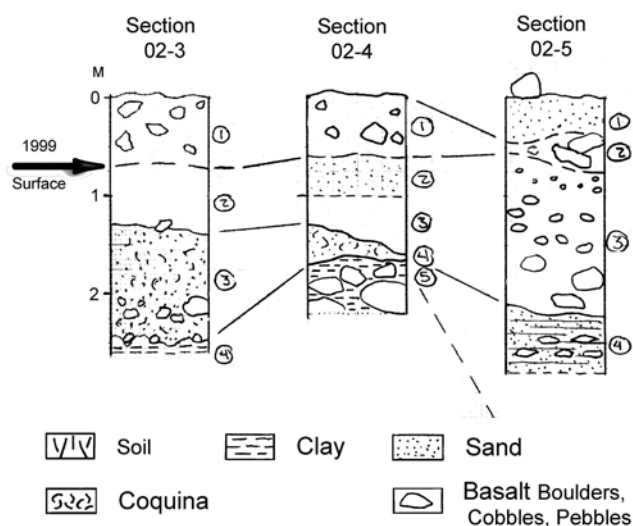 Section
02-3
Section
02-4
Section
02-5
M
0
1
2
1999
Surface
1
2
3
4
1
2
3
4
5
1
2
3
4
Soil
Clay
Sand
Coquina
Basalt Boulders,
Cobbles, Pebbles